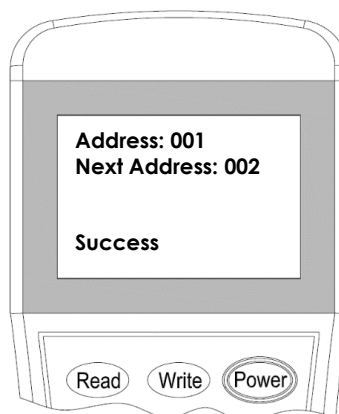 Address: 001
Next Address: 002
Success
Read Write Power